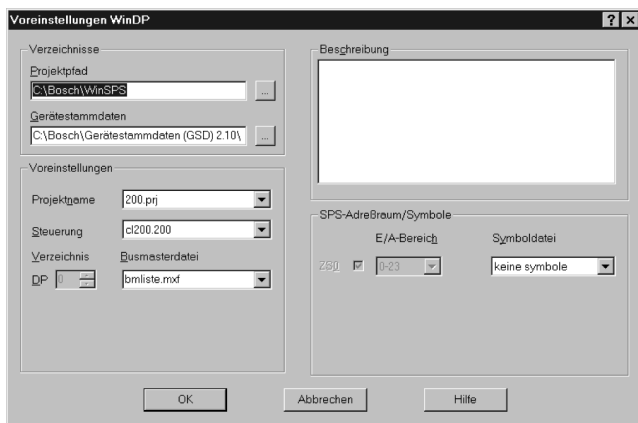 Voreinstellungen WinDP
Verzeichnisse
Projektpfad
C:\Bosch\WinSPS
...
Gerätestammdaten
C:\Bosch\Gerätestammdaten (GSD) 2.10\
...
Voreinstellungen
Projektname
200.prj
Steuerung
cl200.200
Verzeichnis
Busmasterdatei
DP
0
bmliste.mxf
Beschreibung
SPS-Adreßraum/Symbole
E/A-Bereich
Symboldatei
ZS0
0-23
keine symbole
OK
Abbrechen
Hilfe